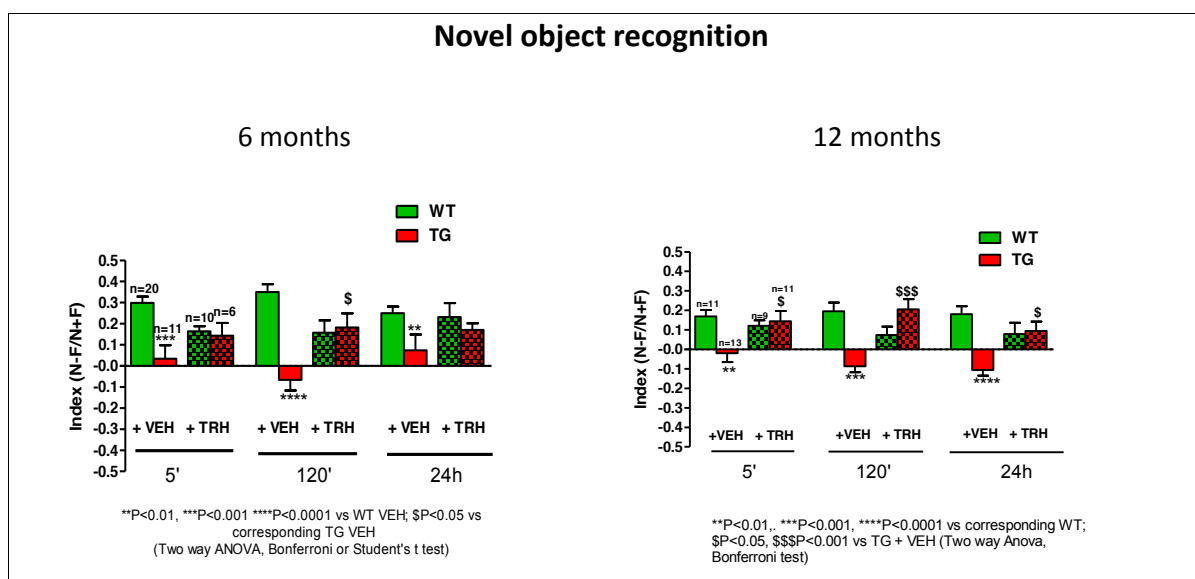 Novel object recognition
6 months
12 months
WT
TG
Index (N-F/N+F)
0.5
0.4
0.3
0.2
0.1
-0.0
-0.1
-0.2
-0.3
-0.4
-0.5
n=20
n=11
***
n=10
n=6
****
$
**
+ VEH
+ TRH
+ VEH
+ TRH
+ VEH
+ TRH
5'
120'
24h
**P<0.01, ***P<0.001 ****P<0.0001 vs WT VEH; $P<0.05 vs
corresponding TG VEH
(Two way ANOVA, Bonferroni or Student's t test)
WT
TG
Index (N-F/N+F)
0.5
0.4
0.3
0.2
0.1
-0.0
-0.1
-0.2
-0.3
-0.4
-0.5
n=11
n=13
**
n=9
n=11
$
***
$$$
****
$
+VEH
+ TRH
+VEH
+ TRH
+VEH
+ TRH
5'
120'
24h
**P<0.01,. ***P<0.001, ****P<0.0001 vs corresponding WT;
$P<0.05, $$$P<0.001 vs TG + VEH (Two way Anova,
Bonferroni test)